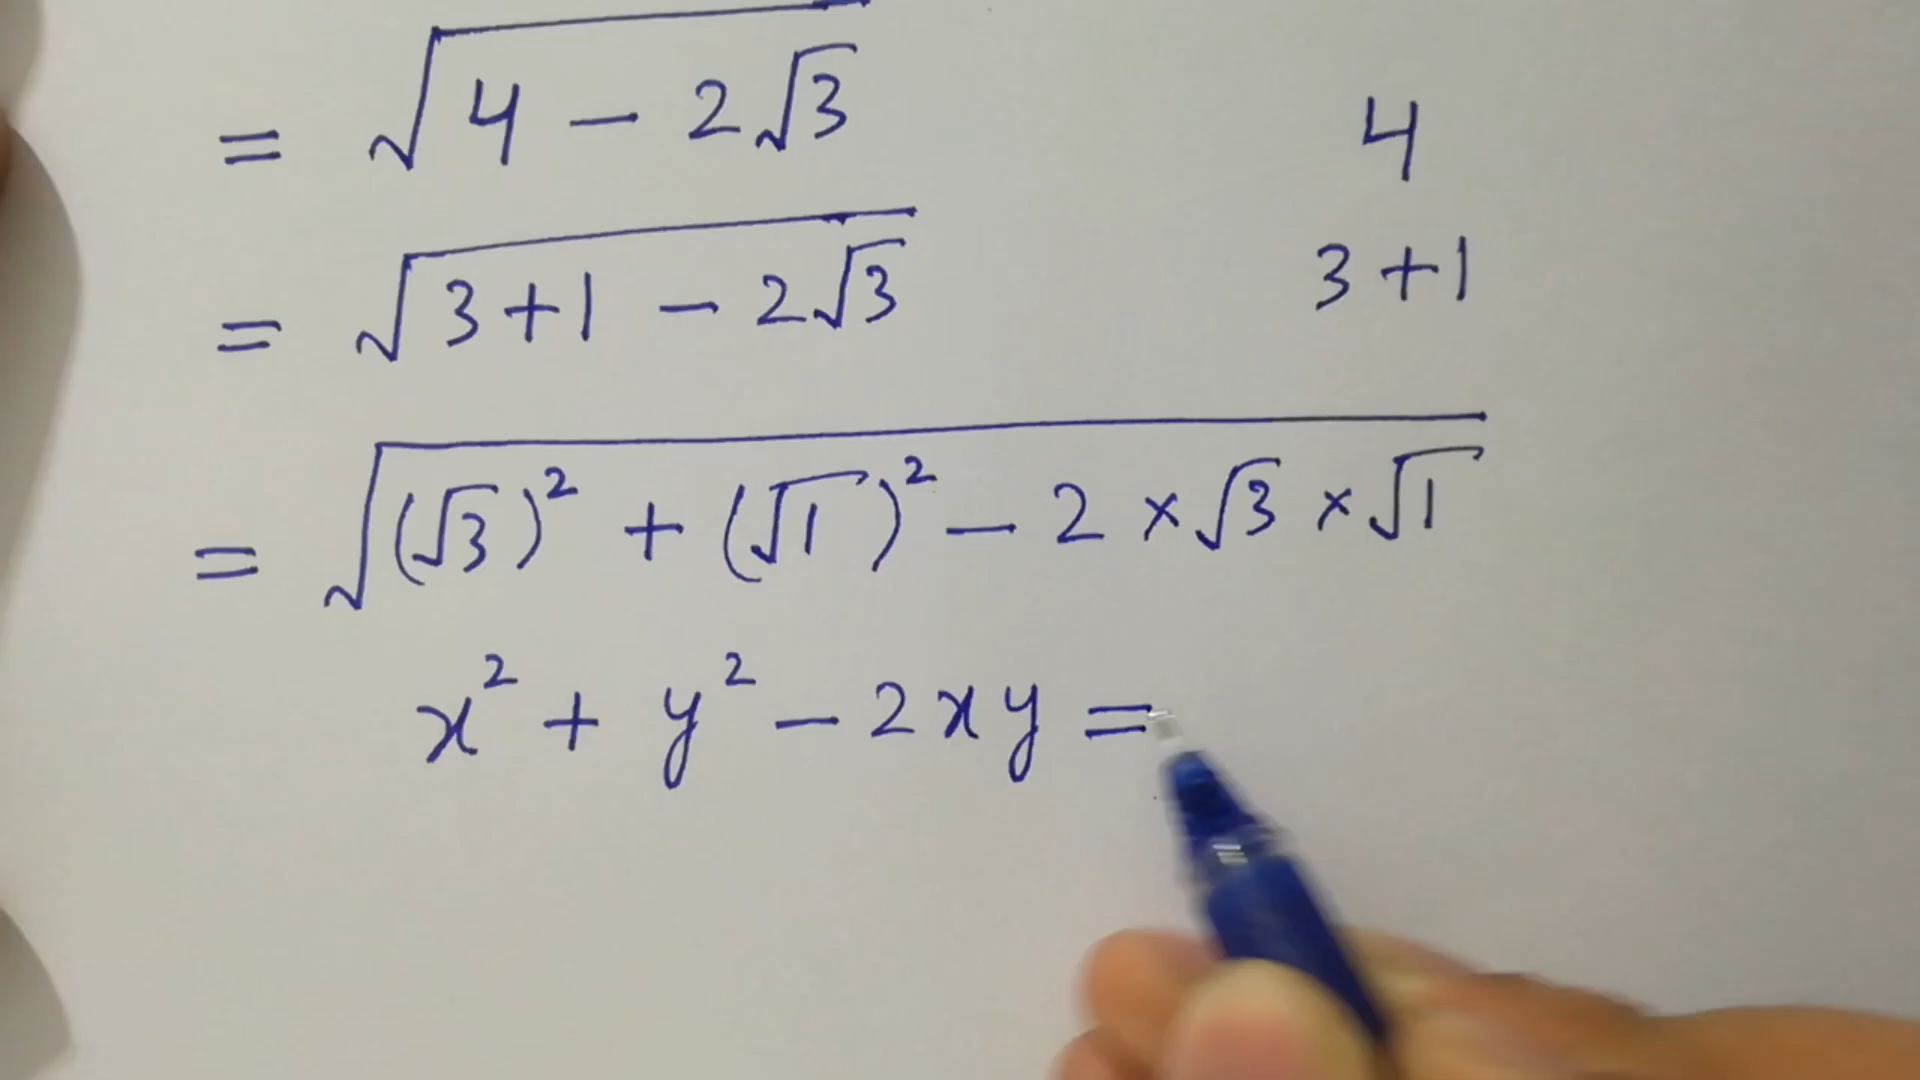 = √4 − 2√3
4
= √3+1 − 2√3
3+1
= √(√3)² + (√1)² − 2 × √3 × √1
x² + y² − 2xy =